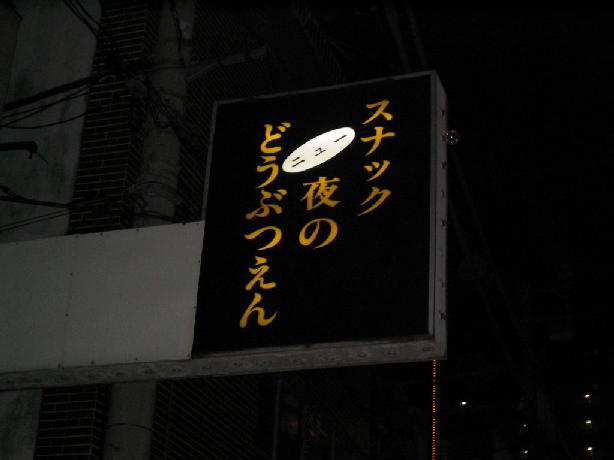 スナック
ニュー
夜の
どうぶつえん